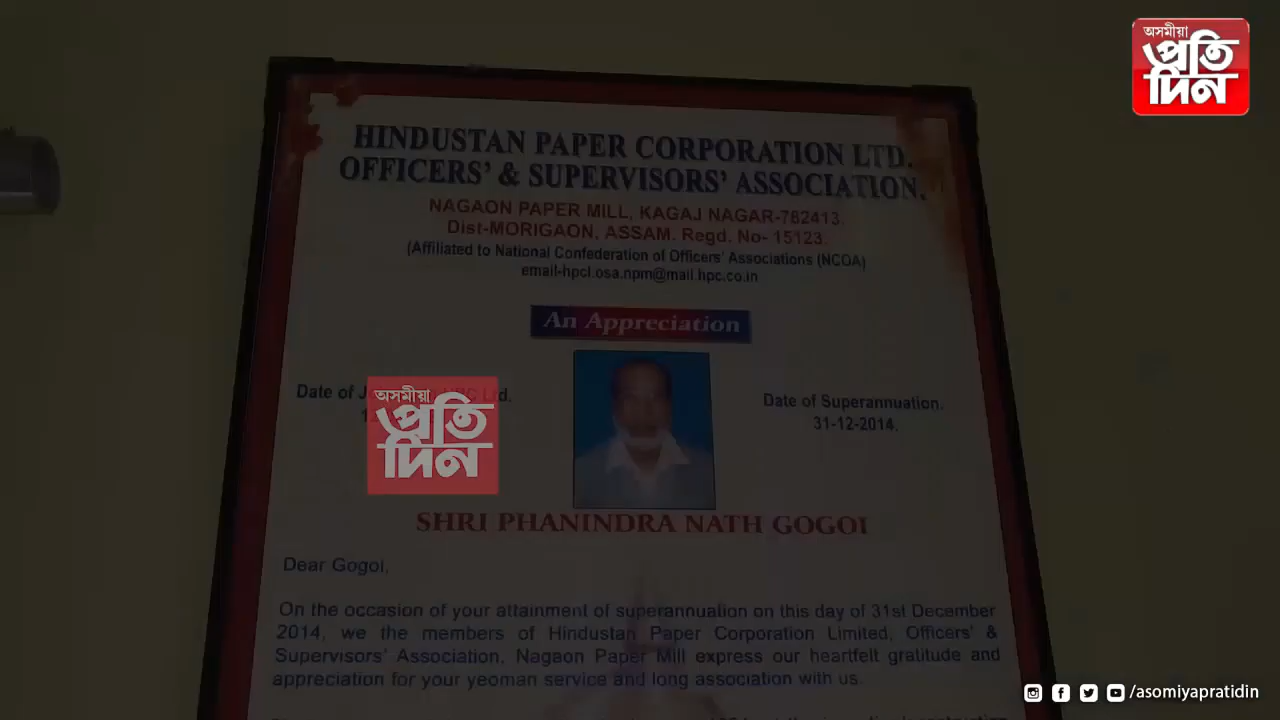 অসমীয়া
প্ৰতি
দিন
HINDUSTAN PAPER CORPORATION LTD.
OFFICERS' & SUPERVISORS' ASSOCIATION.
NAGAON PAPER MILL, KAGAJ NAGAR-782413.
Dist-MORIGAON, ASSAM. Regd. No- 15123.
(Affiliated to National Confederation of Officers' Associations (NCOA)
email-hpcl.osa.npm@mail.hpc.co.in
An Appreciation
Date of Ltd.
অসমীয়া
প্ৰতি
দিন
Date of Superannuation.
31-12-2014.
SHRI PHANINDRA NATH GOGOI
Dear Gogoi,
On the occasion of your attainment of superannuation on this day of 31st December
2014, we the members of Hindustan Paper Corporation Limited, Officers' &
Supervisors' Association, Nagaon Paper Mill express our heartfelt gratitude and
appreciation for your yeoman service and long association with us.
/asomiyapratidin